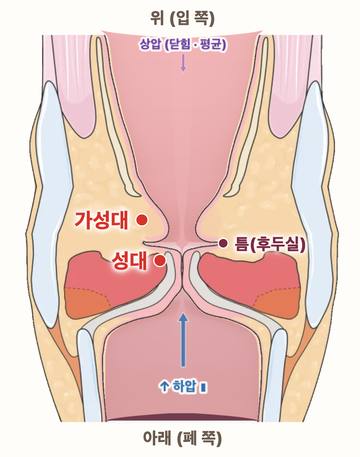 위 (입 쪽)
상압 (닫힘 · 평균)
가성대
틈(후두실)
성대
↑ 하압 ▮
아래 (폐 쪽)